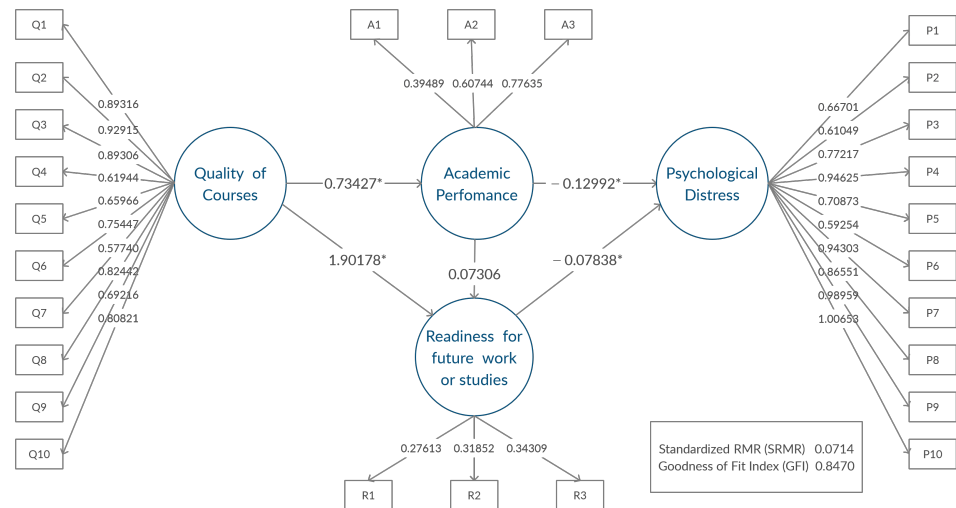 Q1
Q2
Q3
Q4
Q5
Q6
Q7
Q8
Q9
Q10
0.89316
0.92915
0.89306
0.61944
0.65966
0.75447
0.57740
0.82442
0.69216
0.80821
Quality of
Courses
0.73427*
1.90178*
A1
A2
A3
0.39489
0.60744
0.77635
Academic
Perfomance
−0.12992*
0.07306
−0.07838*
Readiness for
future work
or studies
0.27613
0.31852
0.34309
R1
R2
R3
Psychological
Distress
0.66701
0.61049
0.77217
0.94625
0.70873
0.59254
0.94303
0.86551
0.98959
1.00653
P1
P2
P3
P4
P5
P6
P7
P8
P9
P10
Standardized RMR (SRMR) 0.0714
Goodness of Fit Index (GFI) 0.8470